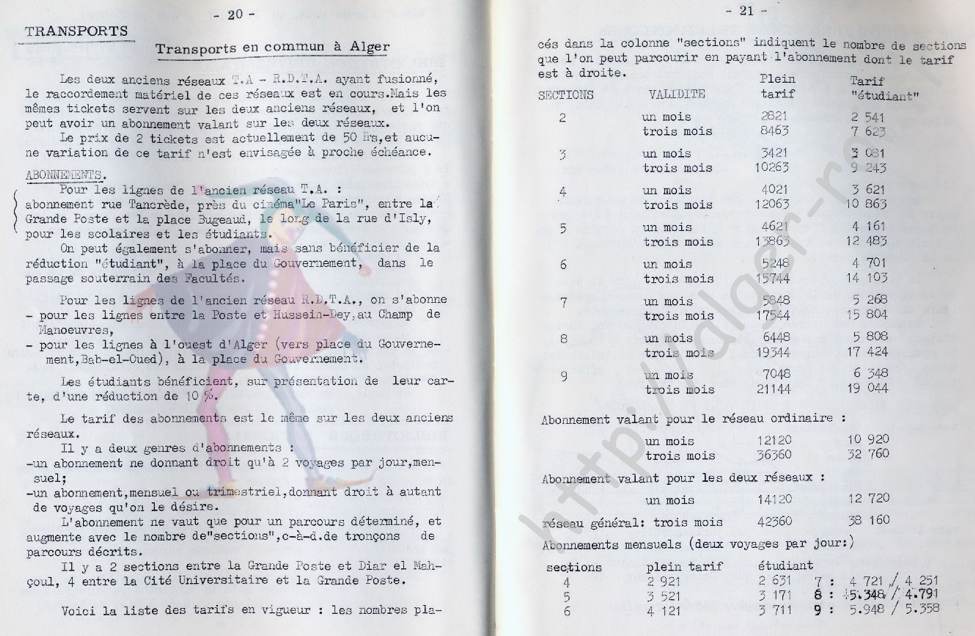 - 20 -
TRANSPORTS
Transports en commun à Alger
Les deux anciens réseaux T.A - R.D.T.A. ayant fusionné,
le raccordement matériel de ces réseaux est en cours.Mais les
mêmes tickets servent sur les deux anciens réseaux, et l'on
peut avoir un abonnement valant sur les deux réseaux.
Le prix de 2 tickets est actuellement de 50 Frs,et aucu-
ne variation de ce tarif n'est envisagée à proche échéance.
ABONNEMENTS.
Pour les lignes de l'ancien réseau T.A. :
abonnement rue Tancrède, près du cinéma"Le Paris", entre la
Grande Poste et la place Bugeaud, le long de la rue d'Isly,
pour les scolaires et les étudiants.
On peut également s'abonner, mais sans bénéficier de la
réduction "étudiant", à la place du Gouvernement, dans le
passage souterrain des Facultés.
Pour les lignes de l'ancien réseau R.D.T.A., on s'abonne
- pour les lignes entre la Poste et Hussein-Dey,au Champ de
Manoeuvres,
- pour les lignes à l'ouest d'Alger (vers place du Gouverne-
ment,Bab-el-Oued), à la place du Gouvernement.
Les étudiants bénéficient, sur présentation de leur car-
te, d'une réduction de 10 %.
Le tarif des abonnements est le même sur les deux anciens
réseaux.
Il y a deux genres d'abonnements :
-un abonnement ne donnant droit qu'à 2 voyages par jour,men-
suel;
-un abonnement,mensuel ou trimestriel,donnant droit à autant
de voyages qu'on le désire.
L'abonnement ne vaut que pour un parcours déterminé, et
augmente avec le nombre de"sections",c-à-d.de tronçons de
parcours décrits.
Il y a 2 sections entre la Grande Poste et Diar el Mah-
çoul, 4 entre la Cité Universitaire et la Grande Poste.
Voici la liste des tarifs en vigueur : les nombres pla-
- 21 -
cés dans la colonne "sections" indiquent le nombre de sections
que l'on peut parcourir en payant l'abonnement dont le tarif
est à droite.
SECTIONS VALIDITE Plein tarif Tarif "étudiant"
2 un mois 2821 2 541
trois mois 8463 7 623
3 un mois 3421 3 081
trois mois 10263 9 243
4 un mois 4021 3 621
trois mois 12063 10 863
5 un mois 4621 4 161
trois mois 13863 12 483
6 un mois 5248 4 701
trois mois 15744 14 103
7 un mois 5848 5 268
trois mois 17544 15 804
8 un mois 6448 5 808
trois mois 19344 17 424
9 un mois 7048 6 348
trois mois 21144 19 044
Abonnement valant pour le réseau ordinaire :
un mois 12120 10 920
trois mois 36360 32 760
Abonnement valant pour les deux réseaux :
un mois 14120 12 720
réseau général: trois mois 42360 38 160
Abonnements mensuels (deux voyages par jour:)
sections plein tarif étudiant
4 2 921 2 631 7 : 4 721 / 4 251
5 3 521 3 171 8 : 5.348 / 4.791
6 4 121 3 711 9 : 5.948 / 5.358
http://alger-ro